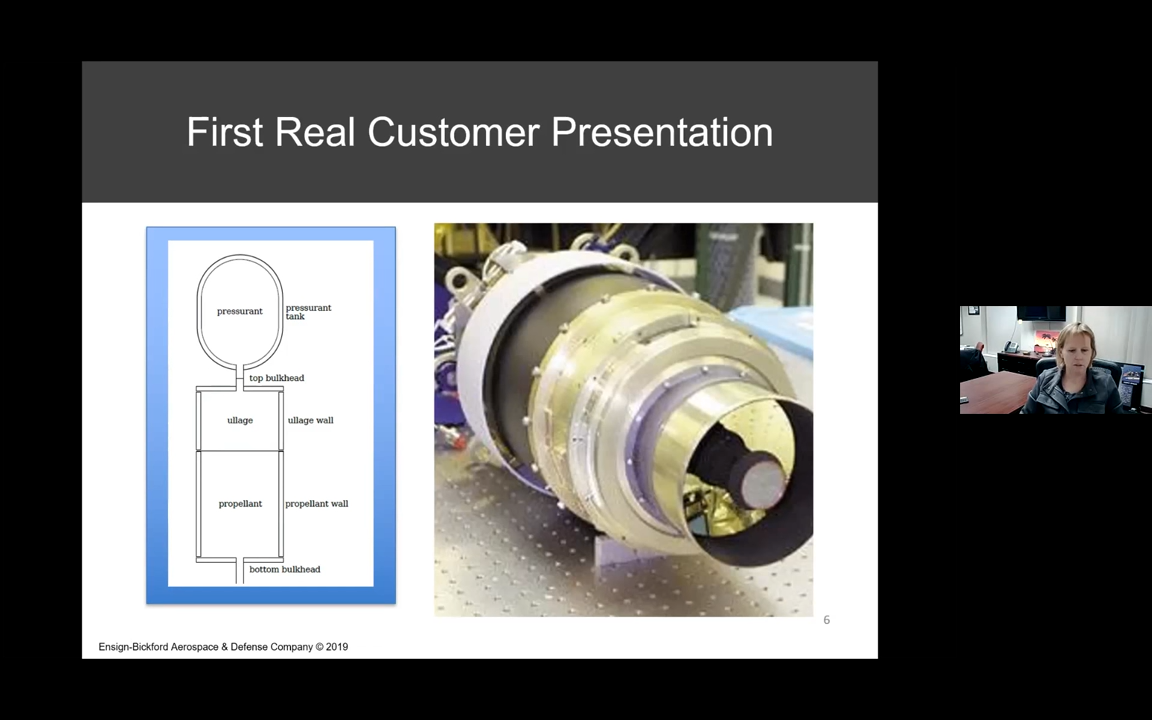 First Real Customer Presentation
pressurant
pressurant
tank
top bulkhead
ullage
ullage wall
propellant
propellant wall
bottom bulkhead
6
Ensign-Bickford Aerospace & Defense Company © 2019